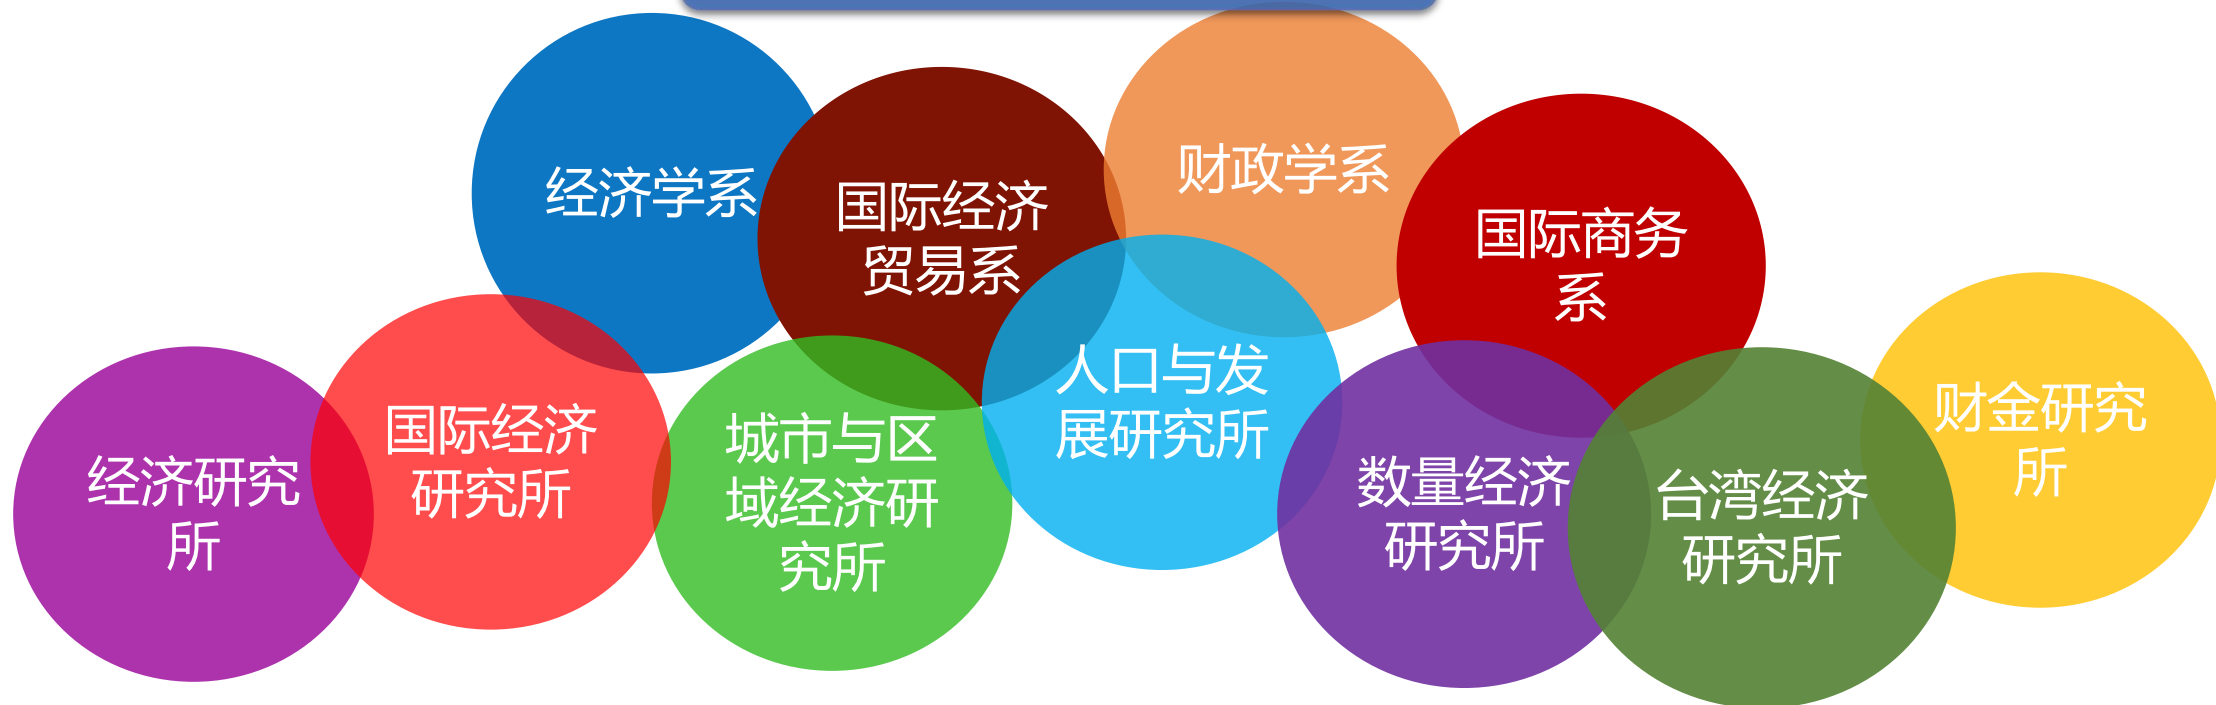 经济学系
国际经济
贸易系
财政学系
国际商务
系
经济研究
所
国际经济
研究所
城市与区
域经济研
究所
人口与发
展研究所
数量经济
研究所
台湾经济
研究所
财金研究
所